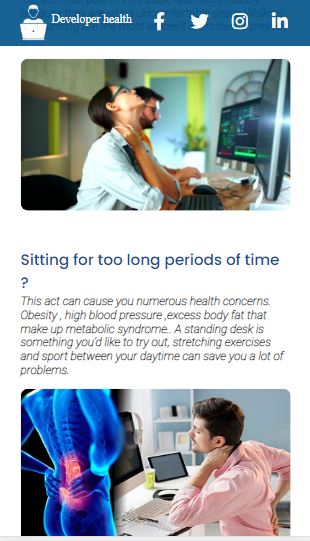 Developer health
Sitting for too long periods of time
?
This act can cause you numerous health concerns.
Obesity , high blood pressure ,excess body fat that
make up metabolic syndrome.. A standing desk is
something you'd like to try out, stretching exercises
and sport between your daytime can save you a lot of
problems.